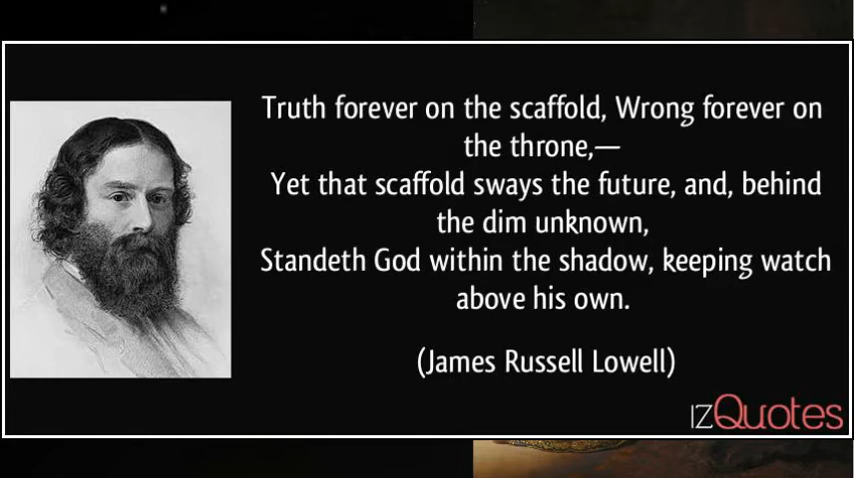 Truth forever on the scaffold, Wrong forever on
the throne,—
Yet that scaffold sways the future, and, behind
the dim unknown,
Standeth God within the shadow, keeping watch
above his own.
(James Russell Lowell)
IZQuotes